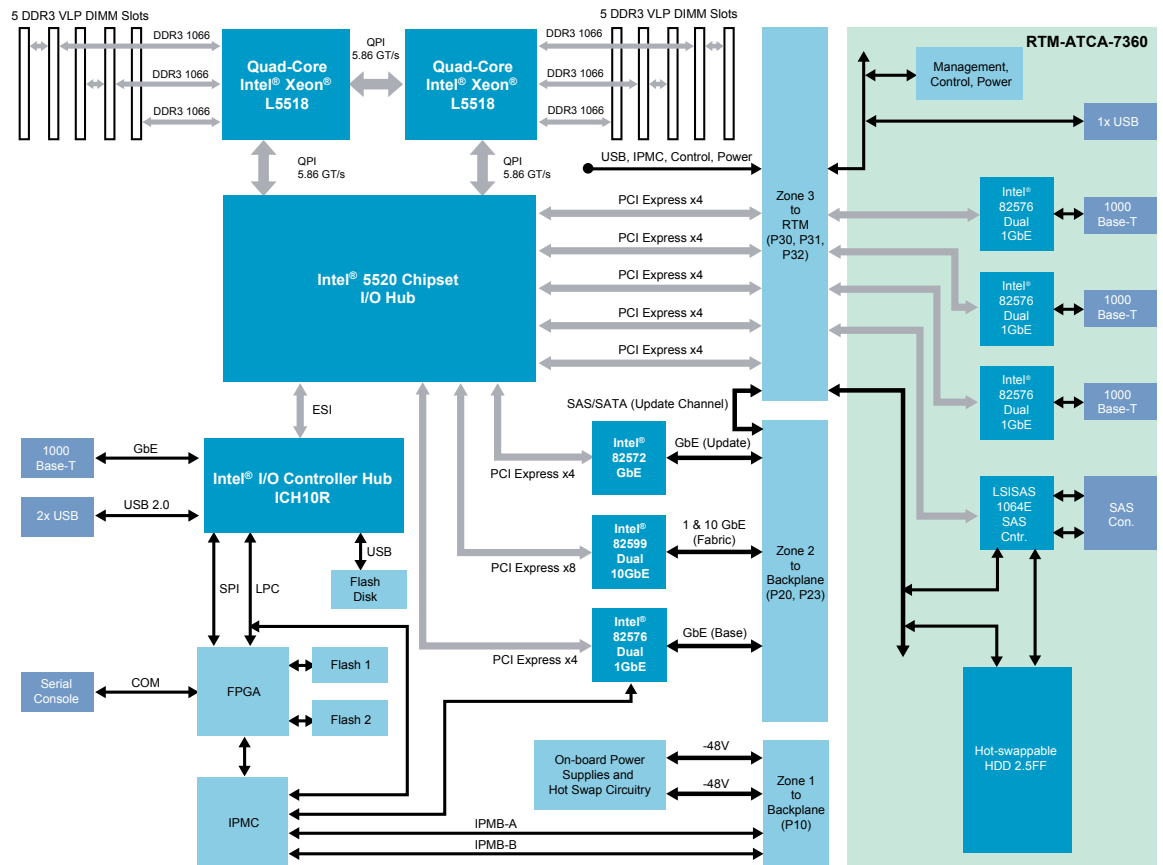 5 DDR3 VLP DIMM Slots
5 DDR3 VLP DIMM Slots
DDR3 1066
DDR3 1066
DDR3 1066
Quad-Core
Intel® Xeon®
L5518
QPI
5.86 GT/s
Quad-Core
Intel® Xeon®
L5518
DDR3 1066
DDR3 1066
DDR3 1066
QPI
5.86 GT/s
QPI
5.86 GT/s
USB, IPMC, Control, Power
Intel® 5520 Chipset
I/O Hub
PCI Express x4
PCI Express x4
PCI Express x4
PCI Express x4
PCI Express x4
Zone 3
to
RTM
(P30, P31,
P32)
RTM-ATCA-7360
Management,
Control, Power
1x USB
Intel®
82576
Dual
1GbE
1000
Base-T
Intel®
82576
Dual
1GbE
1000
Base-T
Intel®
82576
Dual
1GbE
1000
Base-T
LSISAS
1064E
SAS
Cntr.
SAS
Con.
Hot-swappable
HDD 2.5FF
ESI
SAS/SATA (Update Channel)
1000
Base-T
GbE
2x USB
USB 2.0
Intel® I/O Controller Hub
ICH10R
SPI
LPC
USB
Flash
Disk
PCI Express x4
Intel®
82572
GbE
GbE (Update)
PCI Express x8
Intel®
82599
Dual
10GbE
1 & 10 GbE
(Fabric)
PCI Express x4
Intel®
82576
Dual
1GbE
GbE (Base)
Zone 2
to
Backplane
(P20, P23)
Serial
Console
COM
FPGA
Flash 1
Flash 2
IPMC
On-board Power
Supplies and
Hot Swap Circuitry
-48V
-48V
Zone 1
to
Backplane
(P10)
IPMB-A
IPMB-B